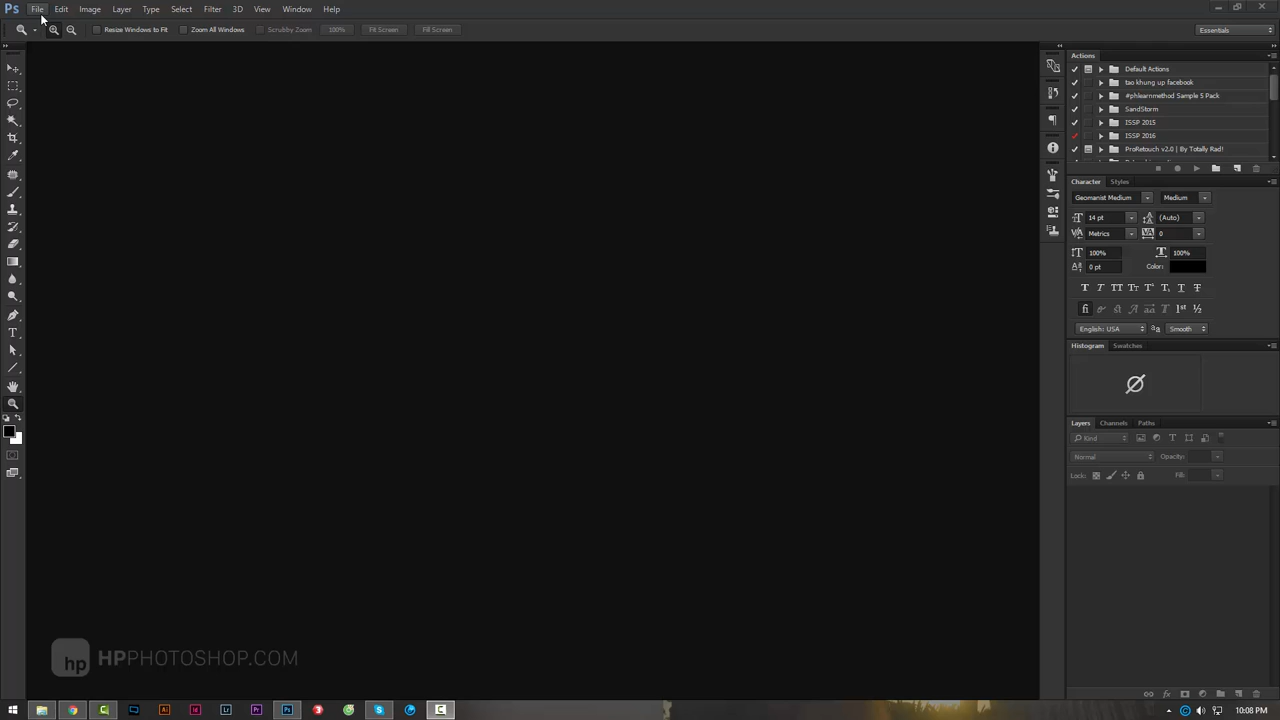 Ps File Edit Image Layer Type Select Filter 3D View Window Help
Resize Windows to Fit Zoom All Windows Scrubby Zoom 100% Fit Screen Fill Screen Essentials
Actions
Default Actions
tao khung up facebook
#phlearnmethod Sample 5 Pack
SandStorm
ISSP 2015
ISSP 2016
ProRetouch v2.0 | By Totally Rad!
Character Styles
Geomanist Medium Medium
14 pt (Auto)
Metrics 0
100% 100%
0 pt Color:
English: USA Smooth
Histogram Swatches
Layers Channels Paths
Kind
Normal Opacity:
Lock: Fill:
hp HPPHOTOSHOP.COM
10:08 PM